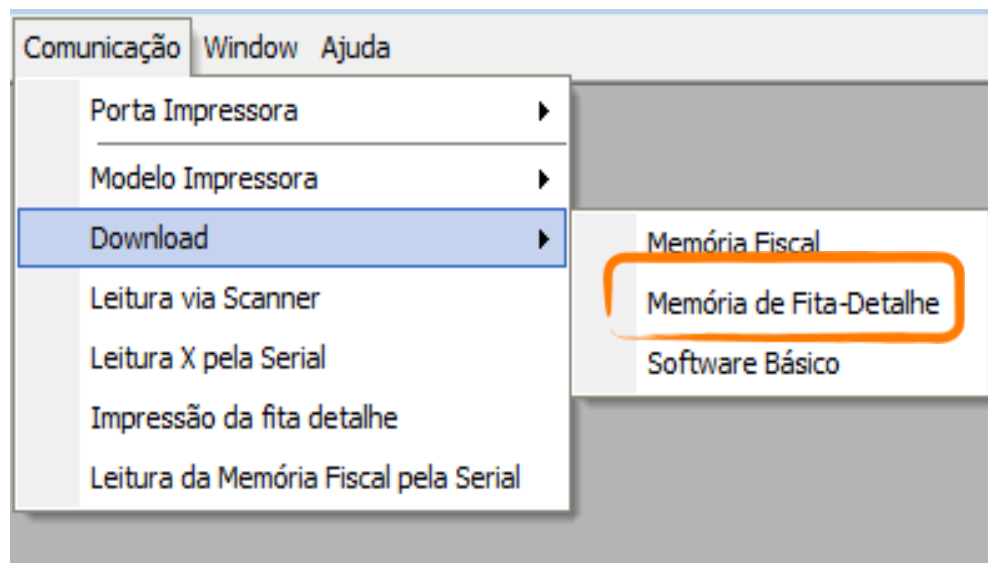 Comunicação Window Ajuda
Porta Impressora
Modelo Impressora
Download
Leitura via Scanner
Leitura X pela Serial
Impressão da fita detalhe
Leitura da Memória Fiscal pela Serial
Memória Fiscal
Memória de Fita-Detalhe
Software Básico